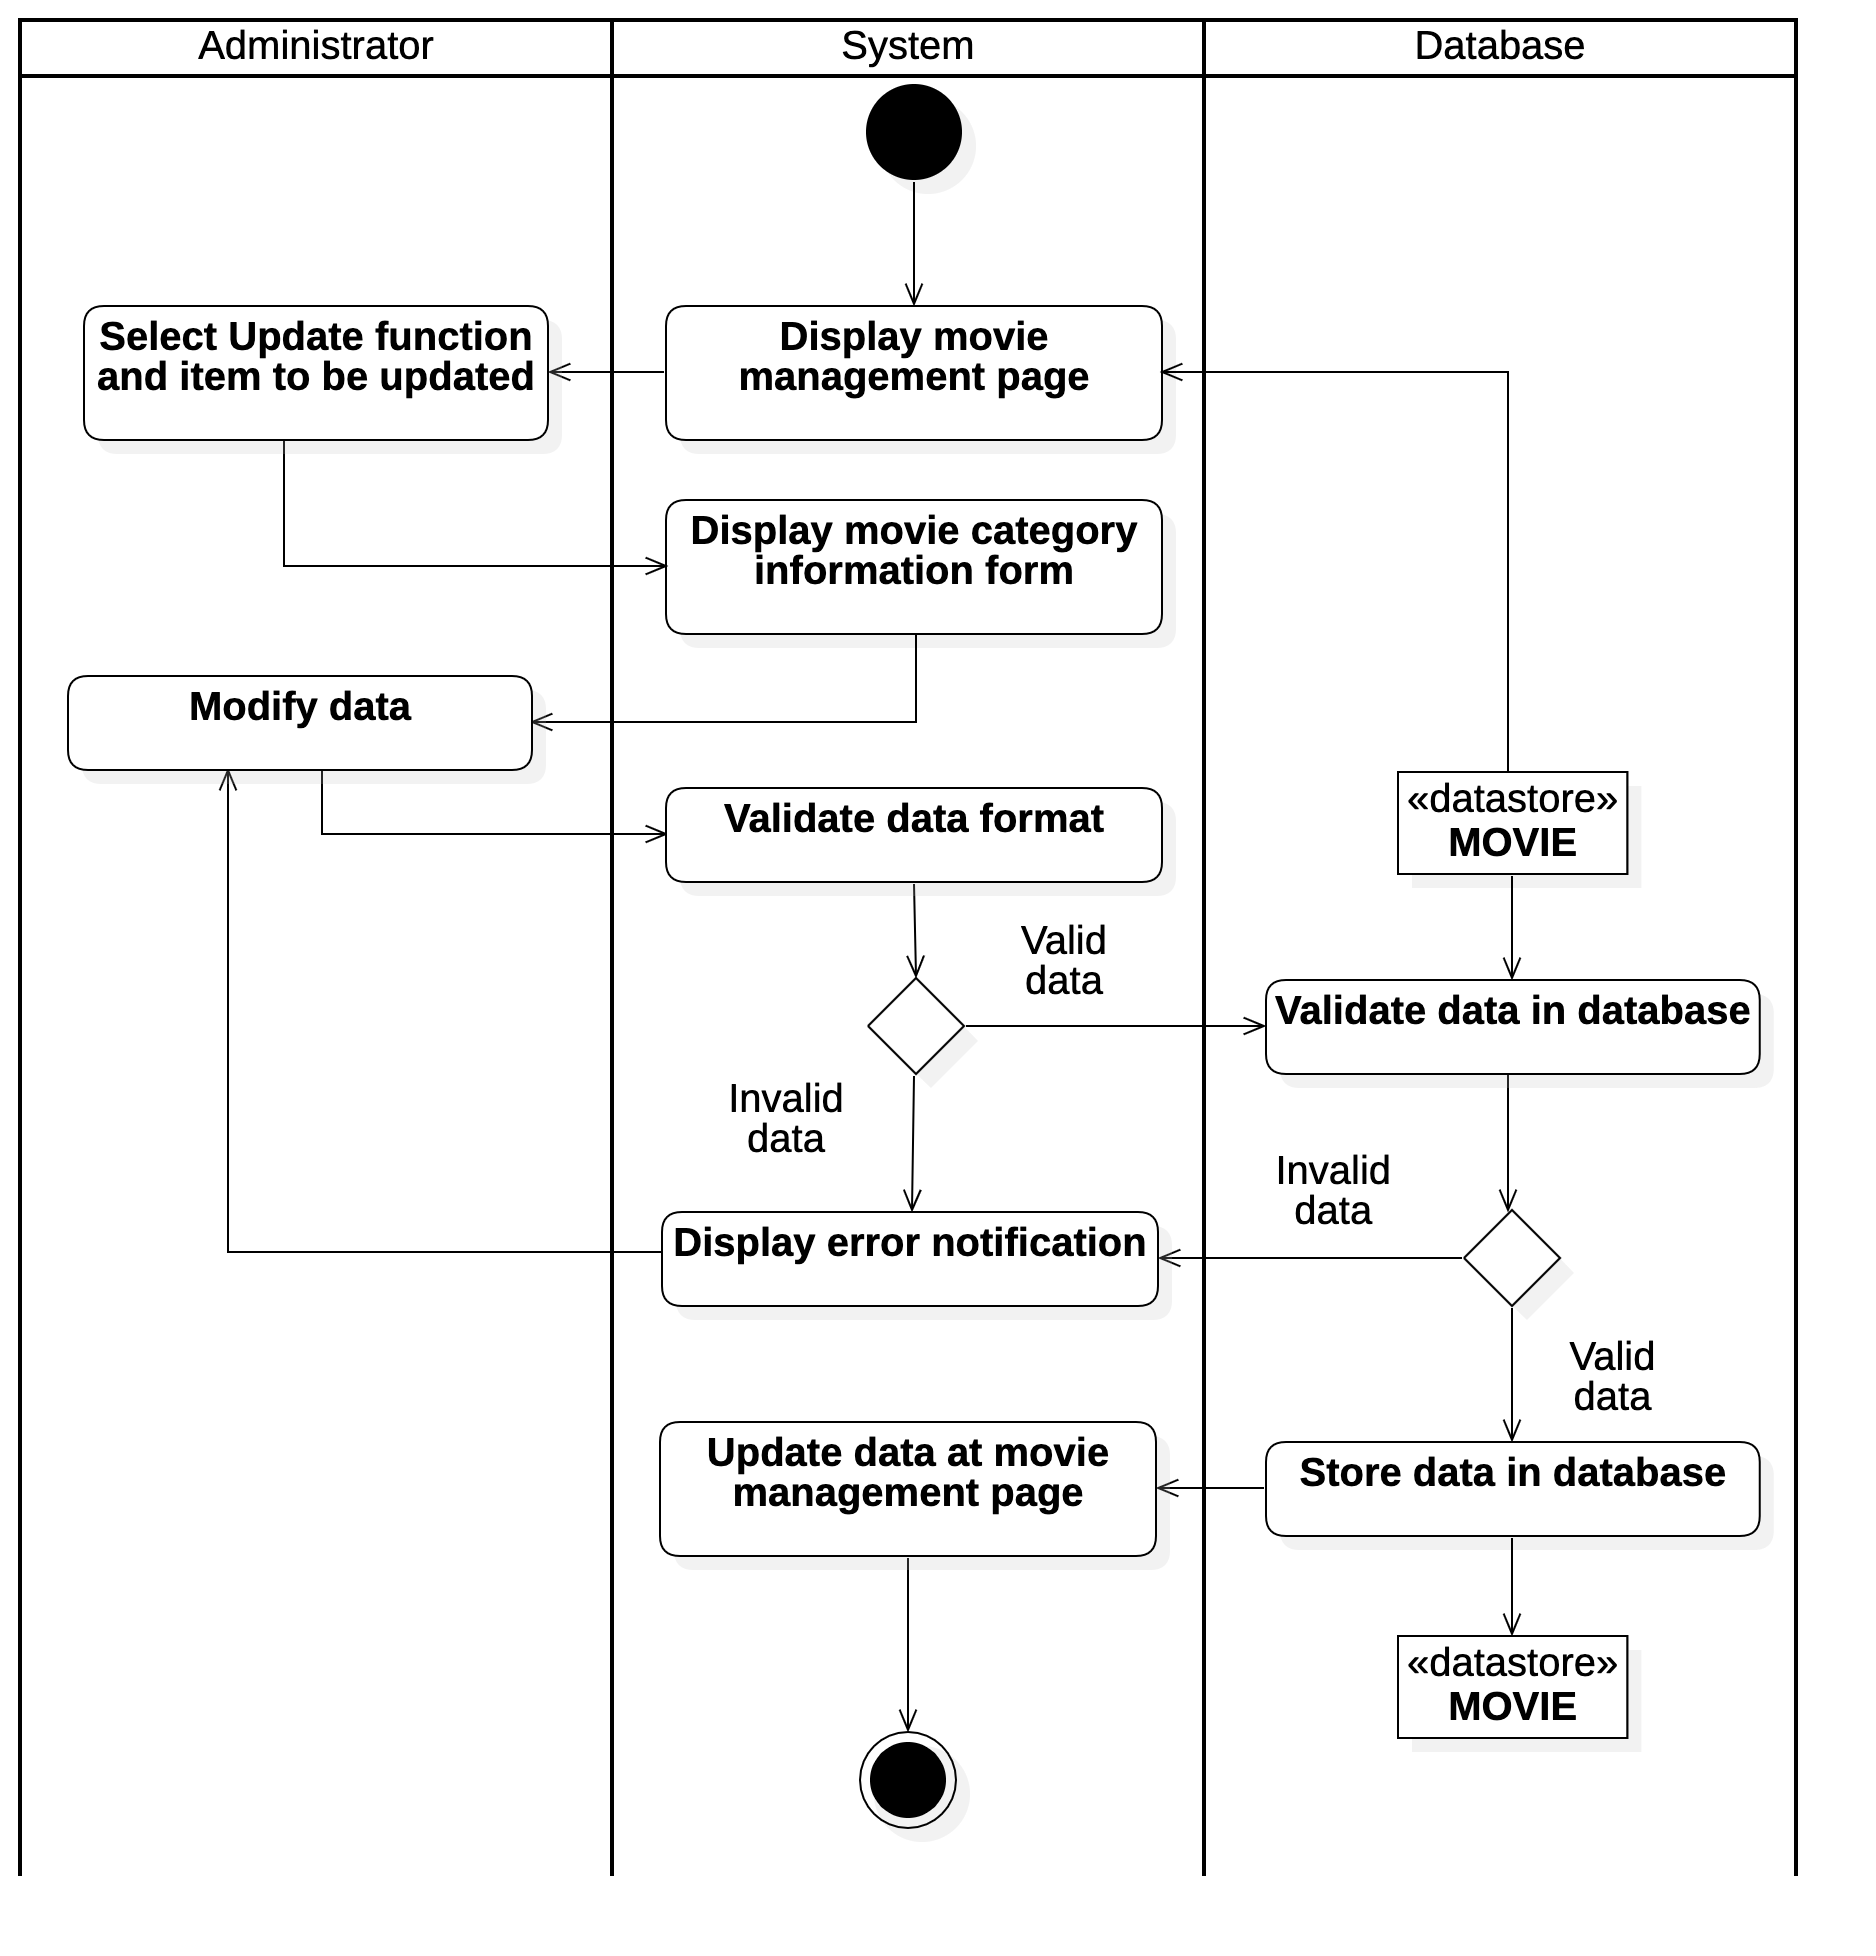 Administrator
System
Database
Select Update function
and item to be updated
Display movie
management page
Display movie category
information form
Modify data
Validate data format
«datastore»
MOVIE
Valid
data
Validate data in database
Invalid
data
Invalid
data
Display error notification
Valid
data
Update data at movie
management page
Store data in database
«datastore»
MOVIE